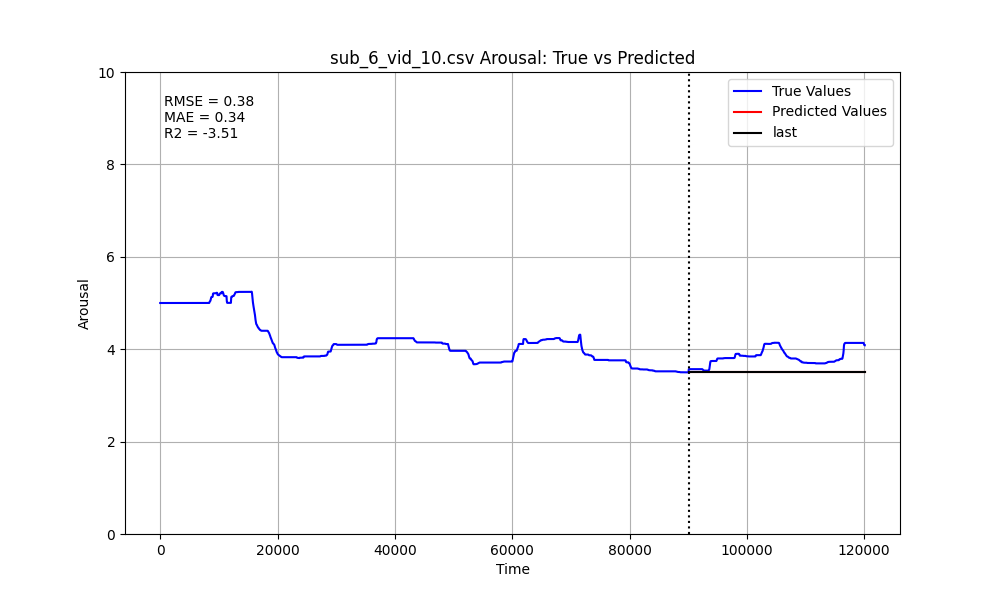 sub_6_vid_10.csv Arousal: True vs Predicted
RMSE = 0.38
MAE = 0.34
R2 = -3.51
True Values
Predicted Values
last
Arousal
10
8
6
4
2
0
0
20000
40000
60000
80000
100000
120000
Time